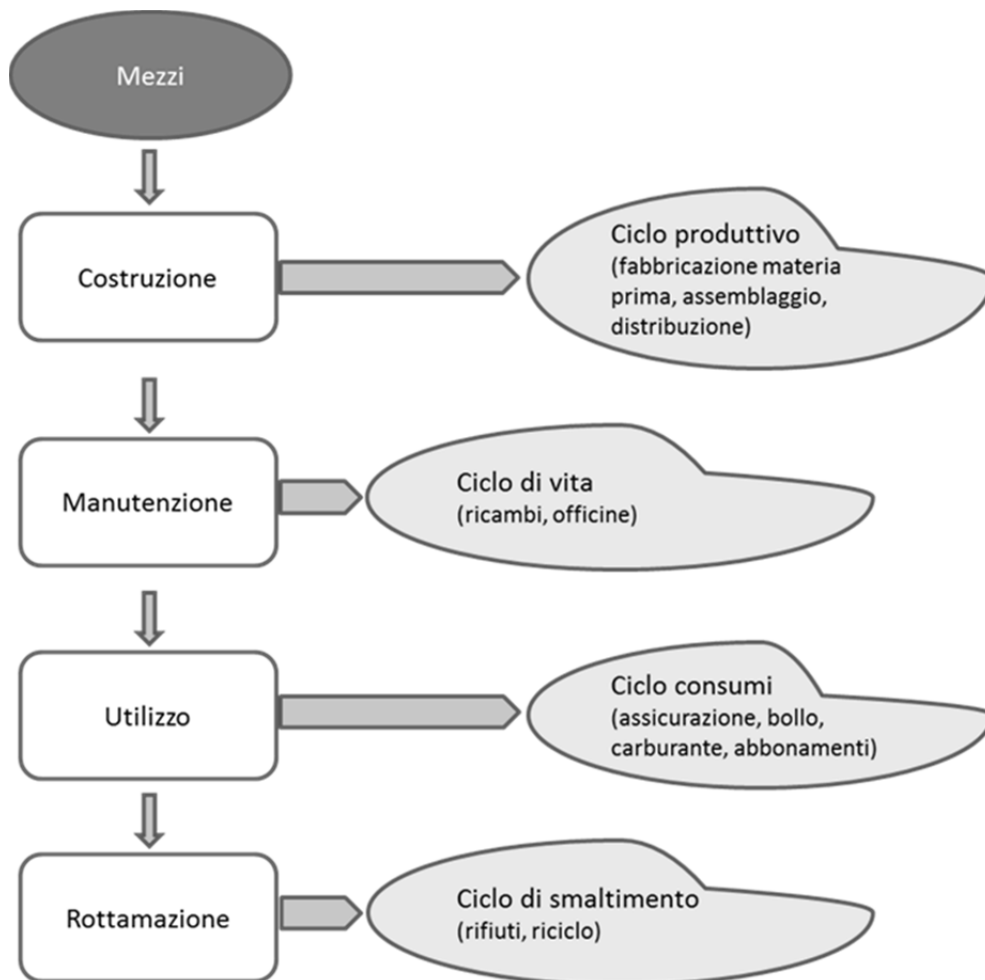 Mezzi
Costruzione
Ciclo produttivo
(fabbricazione materia
prima, assemblaggio,
distribuzione)
Manutenzione
Ciclo di vita
(ricambi, officine)
Utilizzo
Ciclo consumi
(assicurazione, bollo,
carburante, abbonamenti)
Rottamazione
Ciclo di smaltimento
(rifiuti, riciclo)